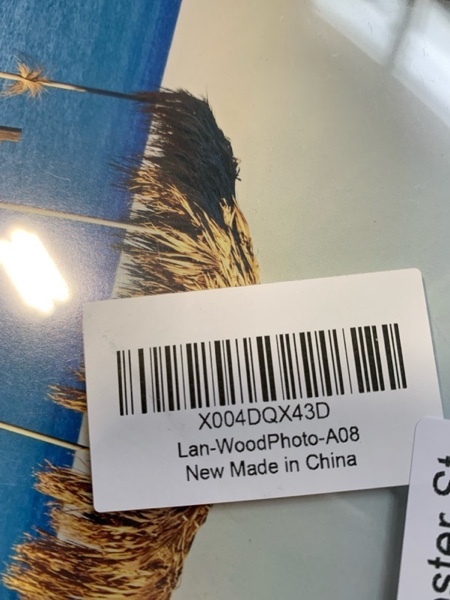 X004DQX43D
Lan-WoodPhoto-A08
New Made in China